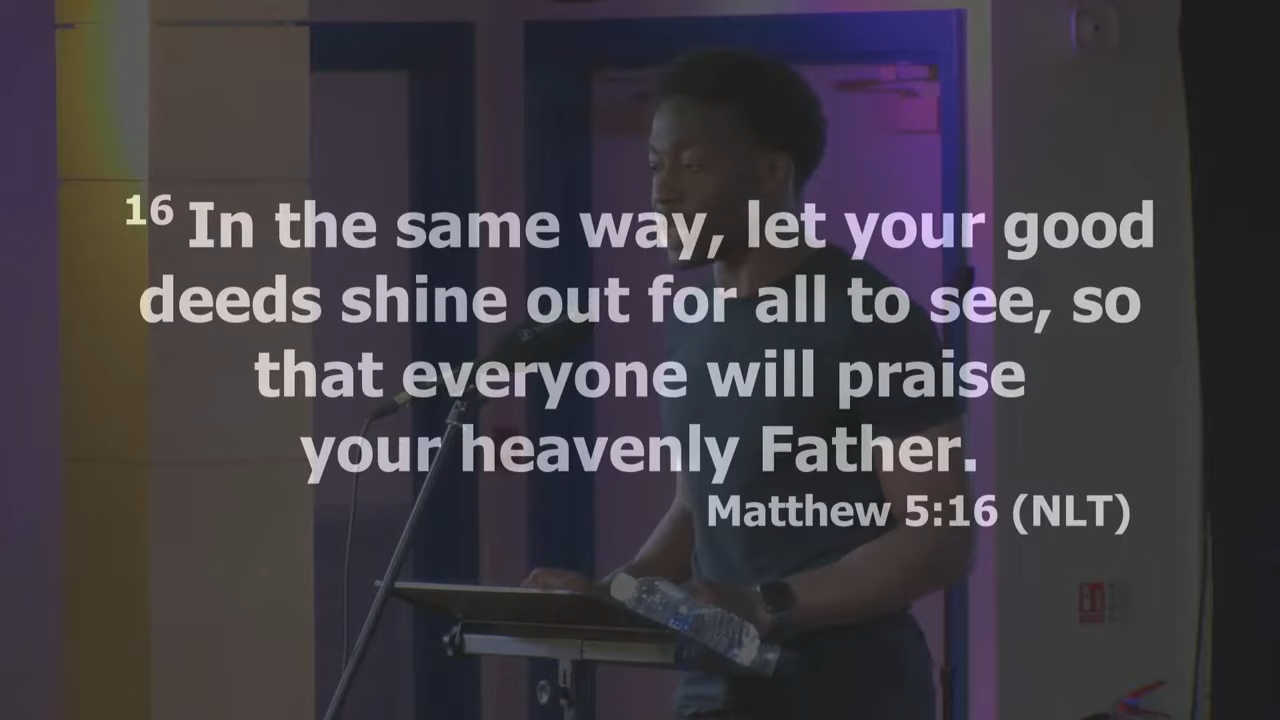 16 In the same way, let your good
deeds shine out for all to see, so
that everyone will praise
your heavenly Father.
Matthew 5:16 (NLT)